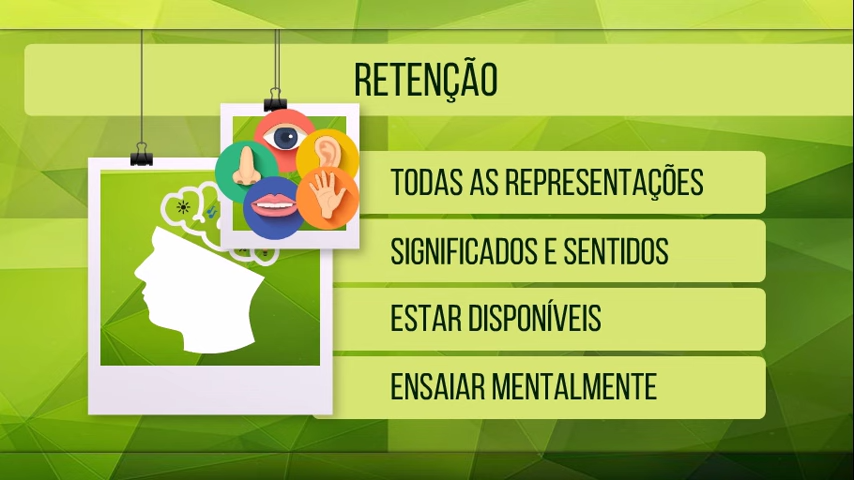 RETENÇÃO
TODAS AS REPRESENTAÇÕES
SIGNIFICADOS E SENTIDOS
ESTAR DISPONÍVEIS
ENSAIAR MENTALMENTE